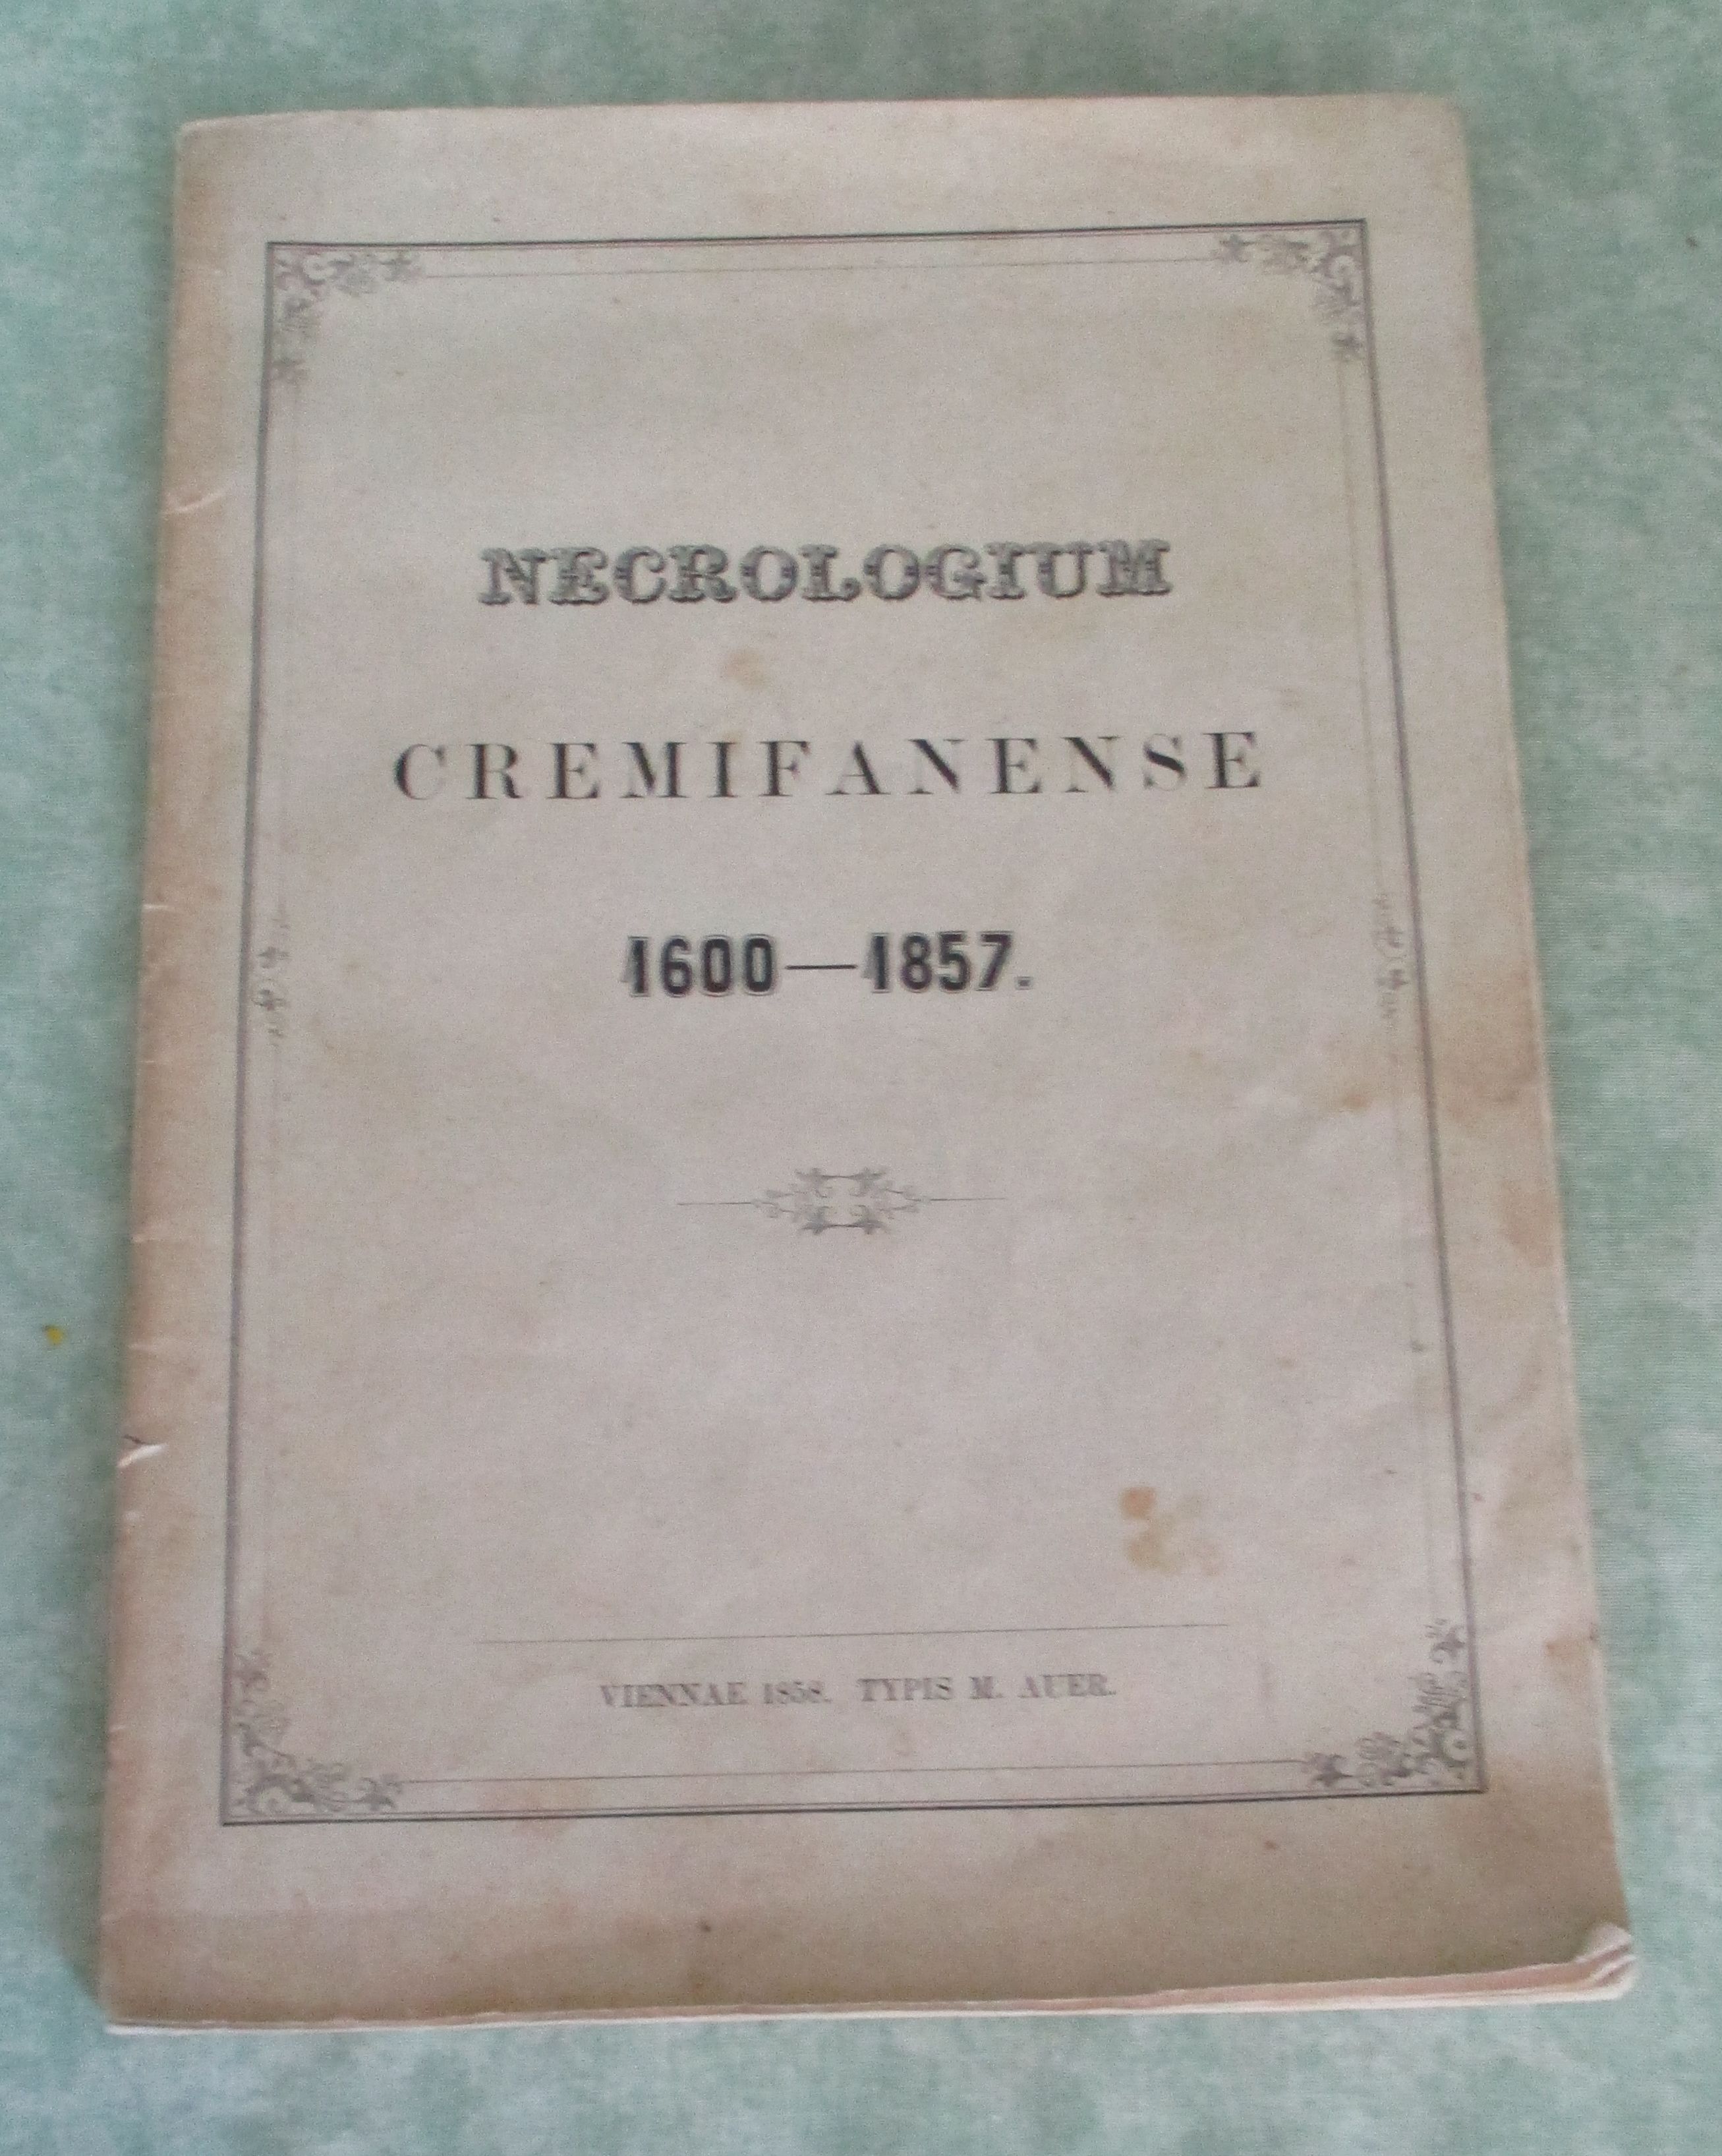 NECROLOGIUM
CREMIFANENSE
1600—1857.
VIENNAE 1858. TYPIS M. AUER.